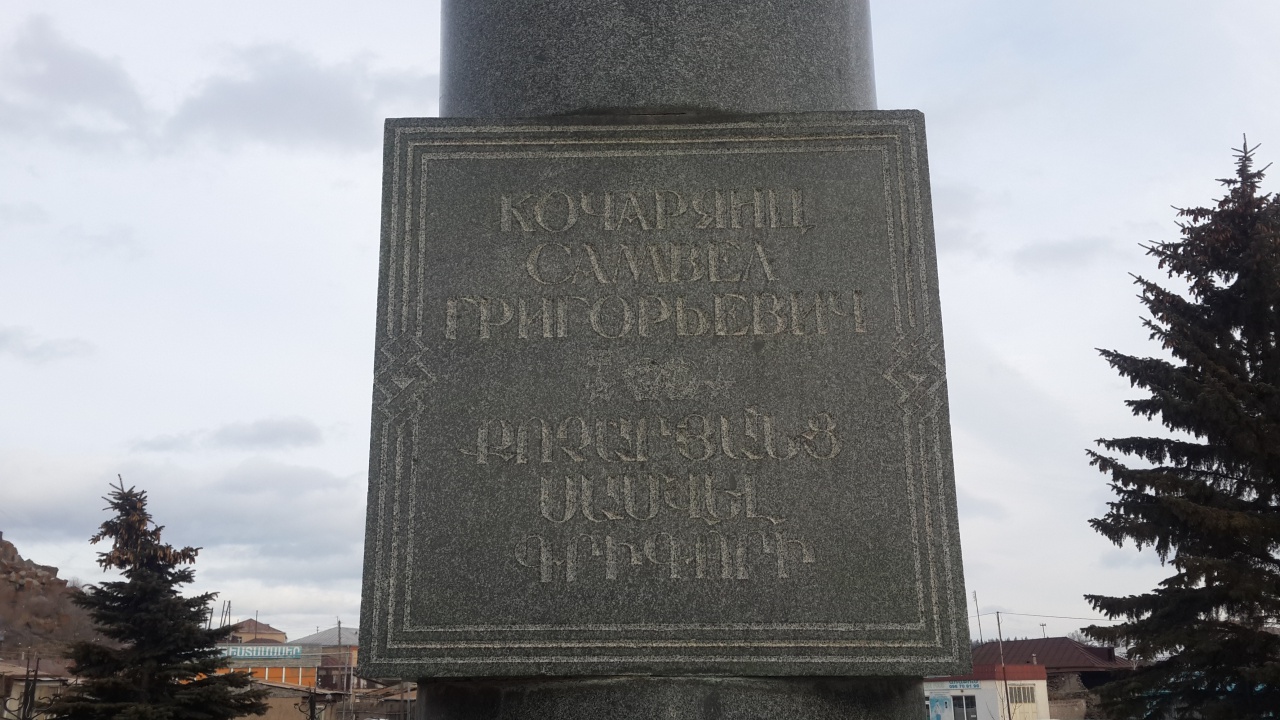 КОЧАРЯНЦ
САМВЕЛ
ГРИГОРЬЕВИЧ
ՔՈՉԱՐՅԱՆՑ
ՍԱՄՎԵԼ
ԳՐԻԳՈՐԻ